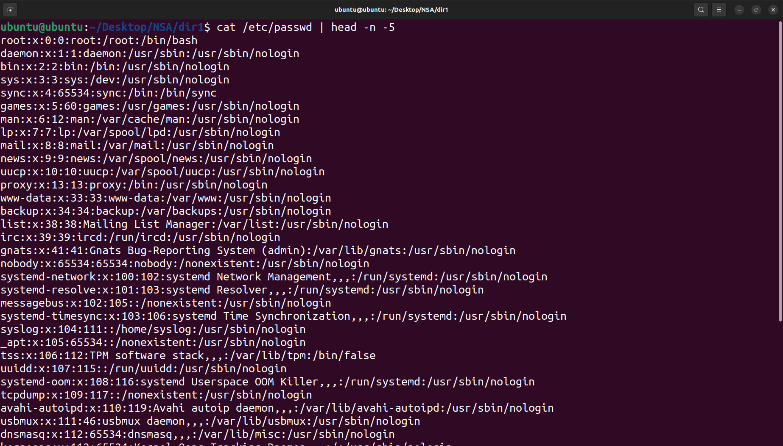 ubuntu@ubuntu: ~/Desktop/NSA/dir1
ubuntu@ubuntu:~/Desktop/NSA/dir1$ cat /etc/passwd | head -n -5
root:x:0:0:root:/root:/bin/bash
daemon:x:1:1:daemon:/usr/sbin:/usr/sbin/nologin
bin:x:2:2:bin:/bin:/usr/sbin/nologin
sys:x:3:3:sys:/dev:/usr/sbin/nologin
sync:x:4:65534:sync:/bin:/bin/sync
games:x:5:60:games:/usr/games:/usr/sbin/nologin
man:x:6:12:man:/var/cache/man:/usr/sbin/nologin
lp:x:7:7:lp:/var/spool/lpd:/usr/sbin/nologin
mail:x:8:8:mail:/var/mail:/usr/sbin/nologin
news:x:9:9:news:/var/spool/news:/usr/sbin/nologin
uucp:x:10:10:uucp:/var/spool/uucp:/usr/sbin/nologin
proxy:x:13:13:proxy:/bin:/usr/sbin/nologin
www-data:x:33:33:www-data:/var/www:/usr/sbin/nologin
backup:x:34:34:backup:/var/backups:/usr/sbin/nologin
list:x:38:38:Mailing List Manager:/var/list:/usr/sbin/nologin
irc:x:39:39:ircd:/run/ircd:/usr/sbin/nologin
gnats:x:41:41:Gnats Bug-Reporting System (admin):/var/lib/gnats:/usr/sbin/nologin
nobody:x:65534:65534:nobody:/nonexistent:/usr/sbin/nologin
systemd-network:x:100:102:systemd Network Management,,,:/run/systemd:/usr/sbin/nologin
systemd-resolve:x:101:103:systemd Resolver,,,:/run/systemd:/usr/sbin/nologin
messagebus:x:102:105::/nonexistent:/usr/sbin/nologin
systemd-timesync:x:103:106:systemd Time Synchronization,,,:/run/systemd:/usr/sbin/nologin
syslog:x:104:111::/home/syslog:/usr/sbin/nologin
_apt:x:105:65534::/nonexistent:/usr/sbin/nologin
tss:x:106:112:TPM software stack,,,:/var/lib/tpm:/bin/false
uuidd:x:107:115::/run/uuidd:/usr/sbin/nologin
systemd-oom:x:108:116:systemd Userspace OOM Killer,,,:/run/systemd:/usr/sbin/nologin
tcpdump:x:109:117::/nonexistent:/usr/sbin/nologin
avahi-autoipd:x:110:119:Avahi autoip daemon,,,:/var/lib/avahi-autoipd:/usr/sbin/nologin
usbmux:x:111:46:usbmux daemon,,,:/var/lib/usbmux:/usr/sbin/nologin
dnsmasq:x:112:65534:dnsmasq,,,:/var/lib/misc:/usr/sbin/nologin